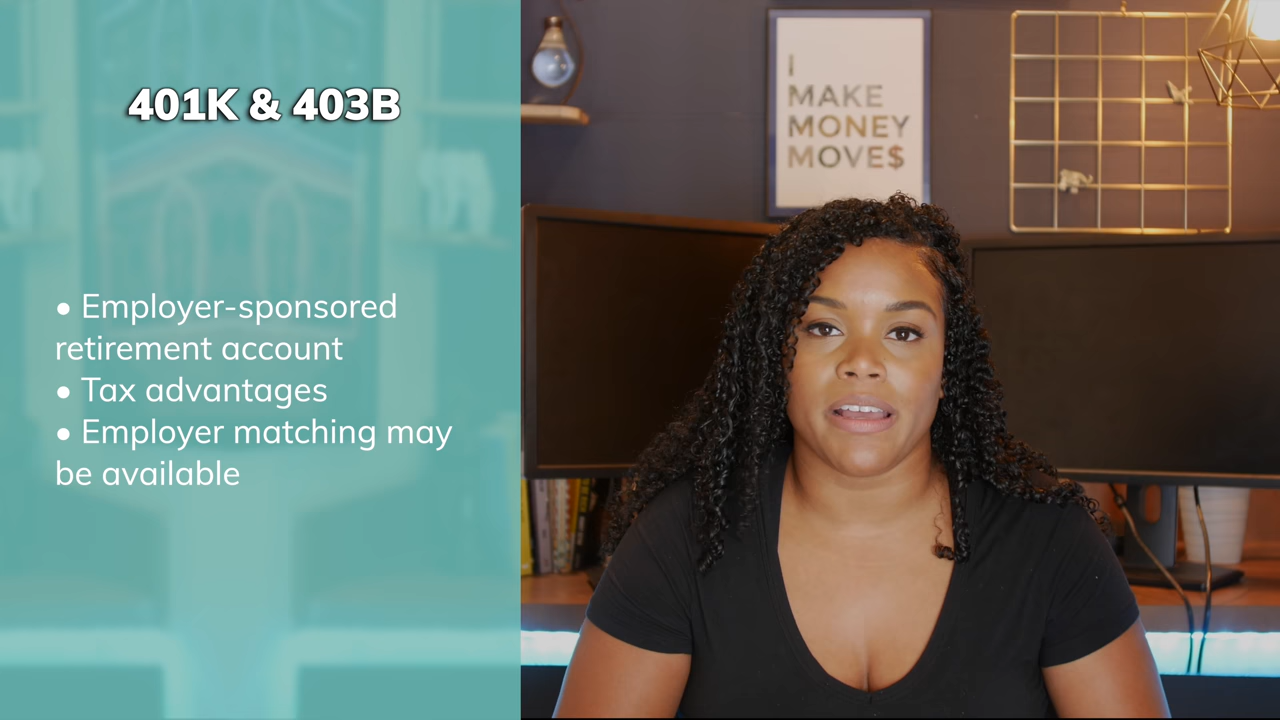 401K & 403B
• Employer-sponsored
retirement account
• Tax advantages
• Employer matching may
be available
I
MAKE
MONEY
MOVE$